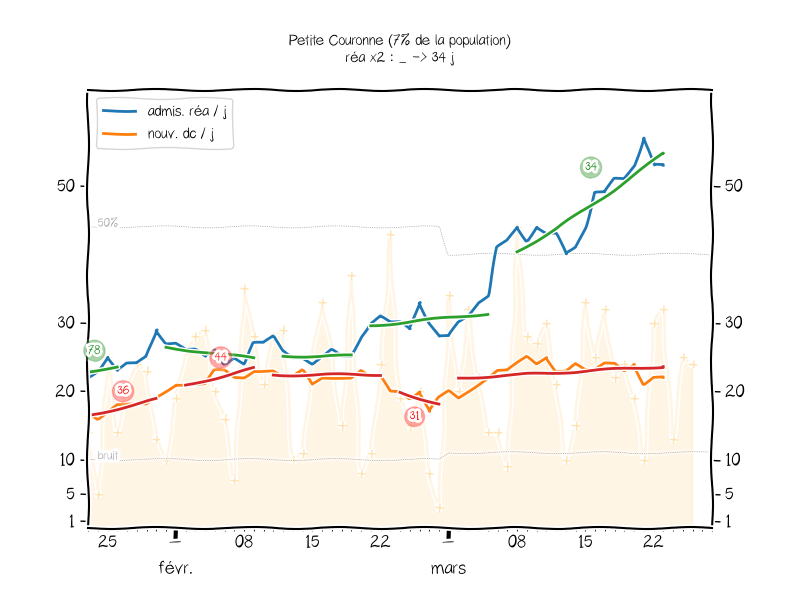 Petite Couronne (7% de la population)
réa x2 : _ -> 34 j
admis. réa / j
nouv. dc / j
50 50
50%
34
30 30
78
44
36
20 20
31
bruit
10 10
5 5
1 1
25 08 15 22 08 15 22
févr. mars